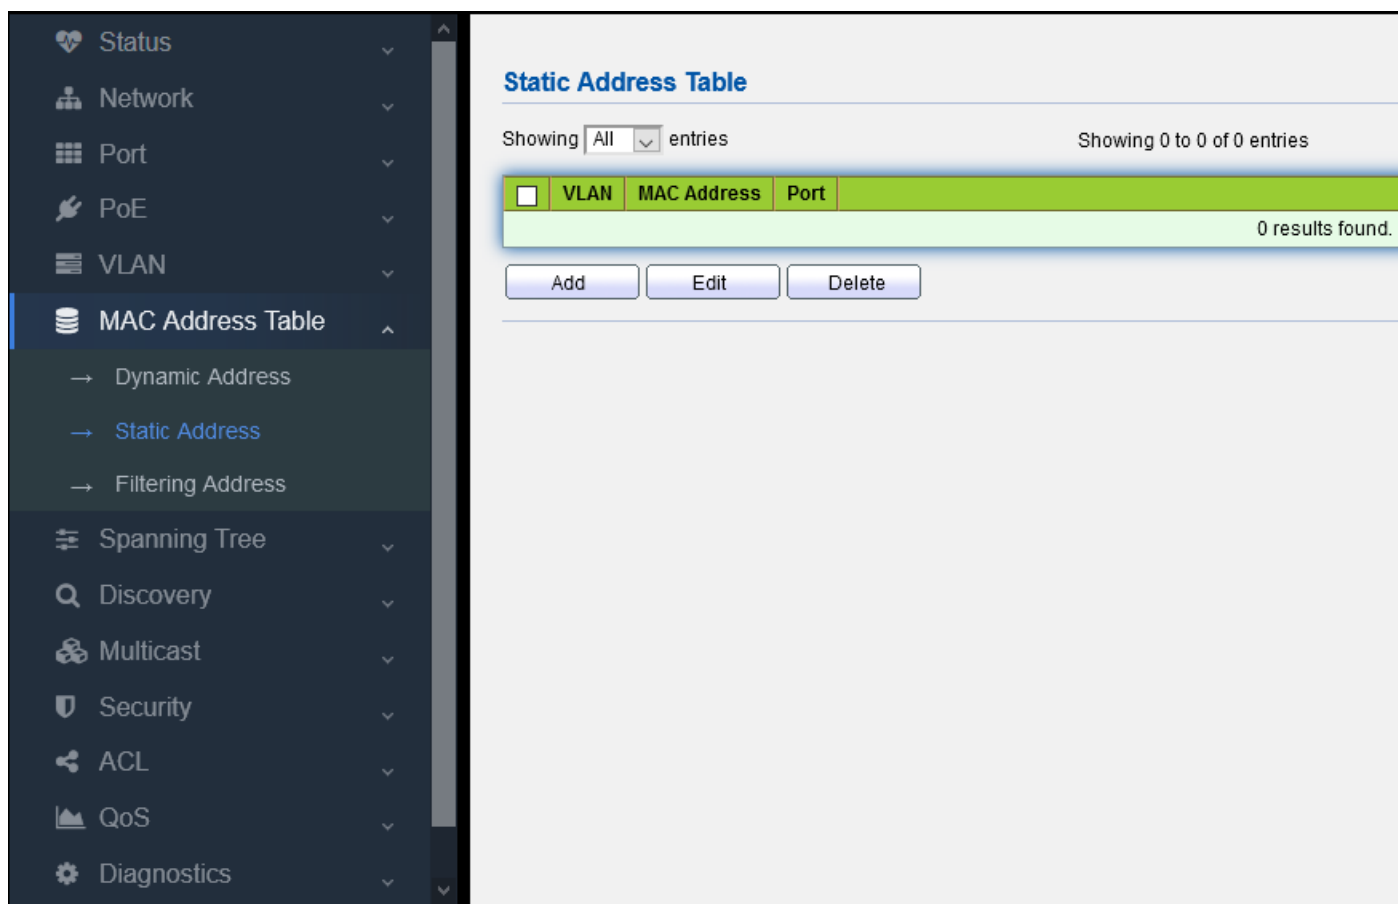 Status
Network
Port
PoE
VLAN
MAC Address Table
Dynamic Address
Static Address
Filtering Address
Spanning Tree
Discovery
Multicast
Security
ACL
QoS
Diagnostics
Static Address Table
Showing All entries Showing 0 to 0 of 0 entries
VLAN MAC Address Port
0 results found.
Add Edit Delete